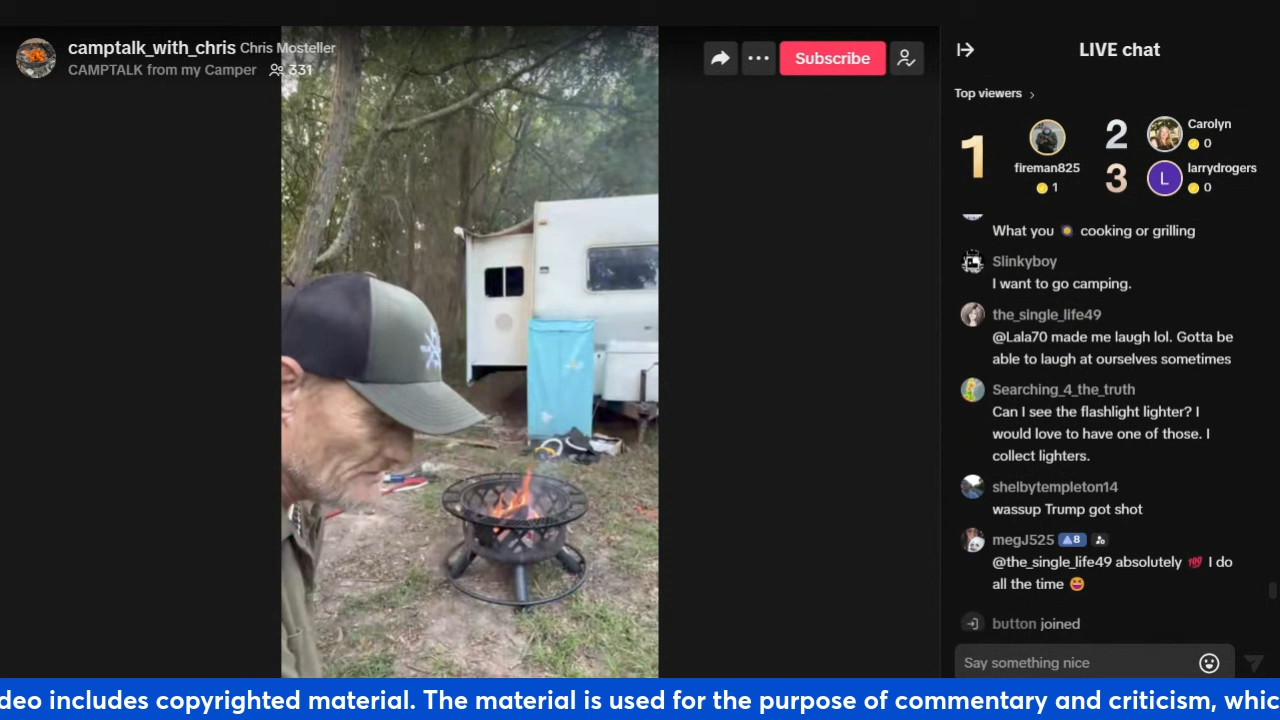 camptalk_with_chris Chris Mosteller
CAMPTALK from my Camper 331
Subscribe
LIVE chat
Top viewers
1
fireman825
1
2
Carolyn
0
3
L
larrydrogers
0
What you cooking or grilling
Slinkyboy
I want to go camping.
the_single_life49
@Lala70 made me laugh lol. Gotta be
able to laugh at ourselves sometimes
Searching_4_the_truth
Can I see the flashlight lighter? I
would love to have one of those. I
collect lighters.
shelbytempleton14
wassup Trump got shot
megJ525 8
@the_single_life49 absolutely 💯 I do
all the time 😆
button joined
Say something nice
deo includes copyrighted material. The material is used for the purpose of commentary and criticism, whic